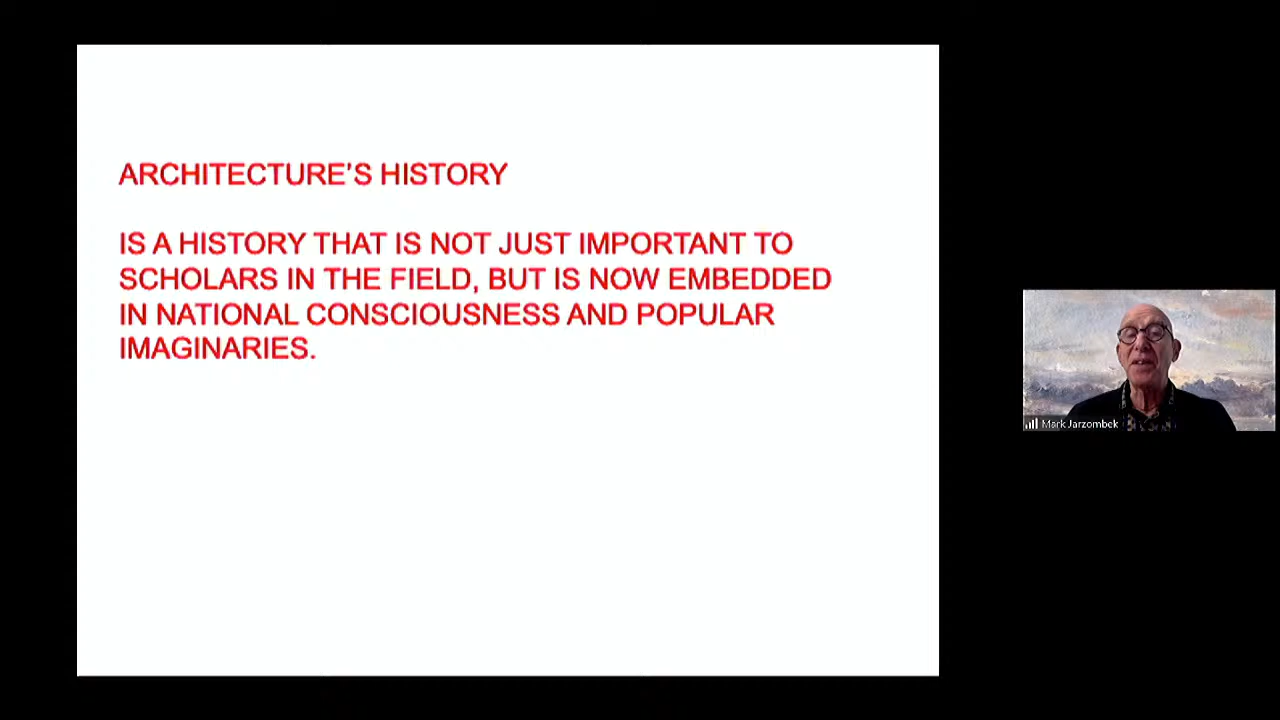 ARCHITECTURE’S HISTORY
IS A HISTORY THAT IS NOT JUST IMPORTANT TO
SCHOLARS IN THE FIELD, BUT IS NOW EMBEDDED
IN NATIONAL CONSCIOUSNESS AND POPULAR
IMAGINARIES.
Mark Jarzombek